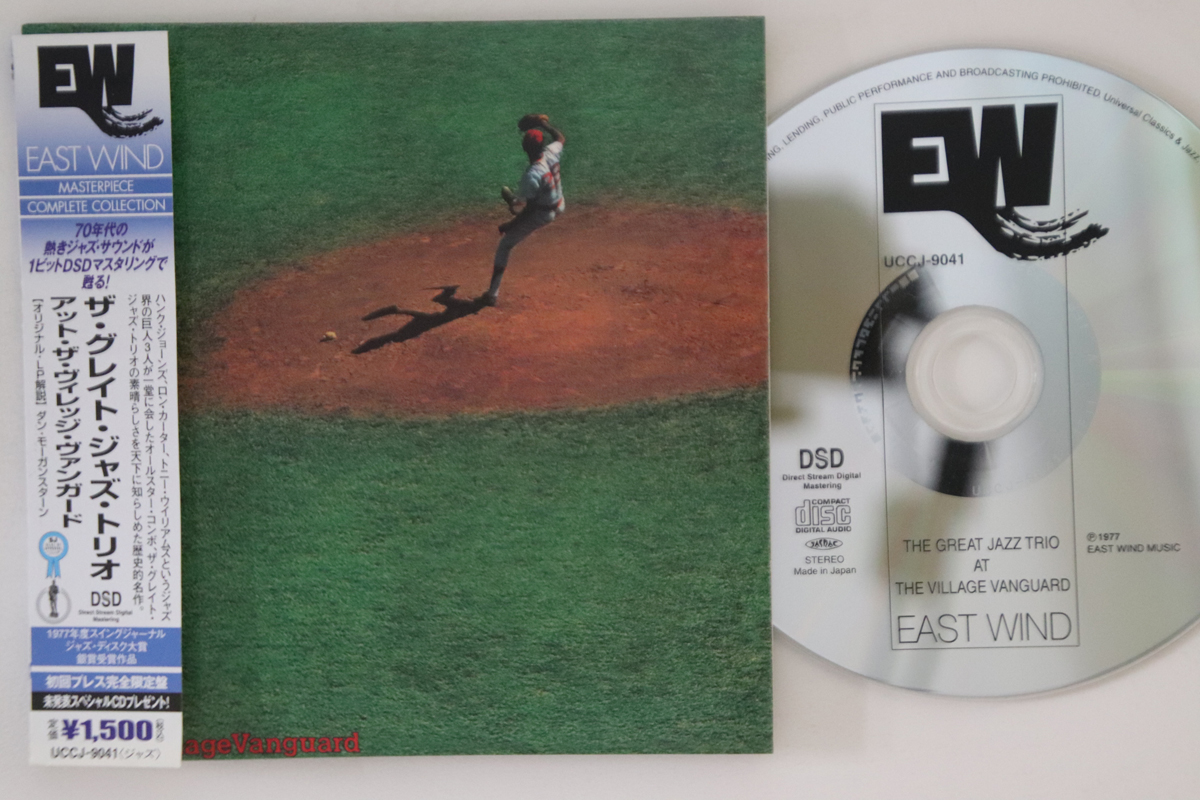 EW
EAST WIND
MASTERPIECE
COMPLETE COLLECTION
70年代の
熱きジャズ・サウンドが
1ビットDSDマスタリングで
甦る!
ハンク・ジョーンズ、ロン・カーター、トニー・ウイリアムスというジャズ
界の巨人3人が一堂に会したオールスター・コンボ、ザ・グレイト・
ジャズ・トリオの素晴らしさを天下に知らしめた歴史的名作。
ザ・グレイト・ジャズ・トリオ
アット・ザ・ヴィレッジ・ヴァンガード
[オリジナル・LP解説] ダン・モーガンスターン
DSD
Direct Stream Digital
Mastering
1977年度スイングジャーナル
ジャズ・ディスク大賞
銀賞受賞作品
初回プレス完全限定盤
未発表スペシャルCDプレゼント!
定価 ¥1,500 (税込)
UCCJ-9041 (ジャズ)
ageVanguard
LENDING, PUBLIC PERFORMANCE AND BROADCASTING PROHIBITED. Universal Classics & Jazz
EW
UCCJ-9041
DSD
Direct Stream Digital
Mastering
COMPACT
disc
DIGITAL AUDIO
JASRAC
STEREO
Made in Japan
THE GREAT JAZZ TRIO
AT
THE VILLAGE VANGUARD
EAST WIND
℗1977
EAST WIND MUSIC